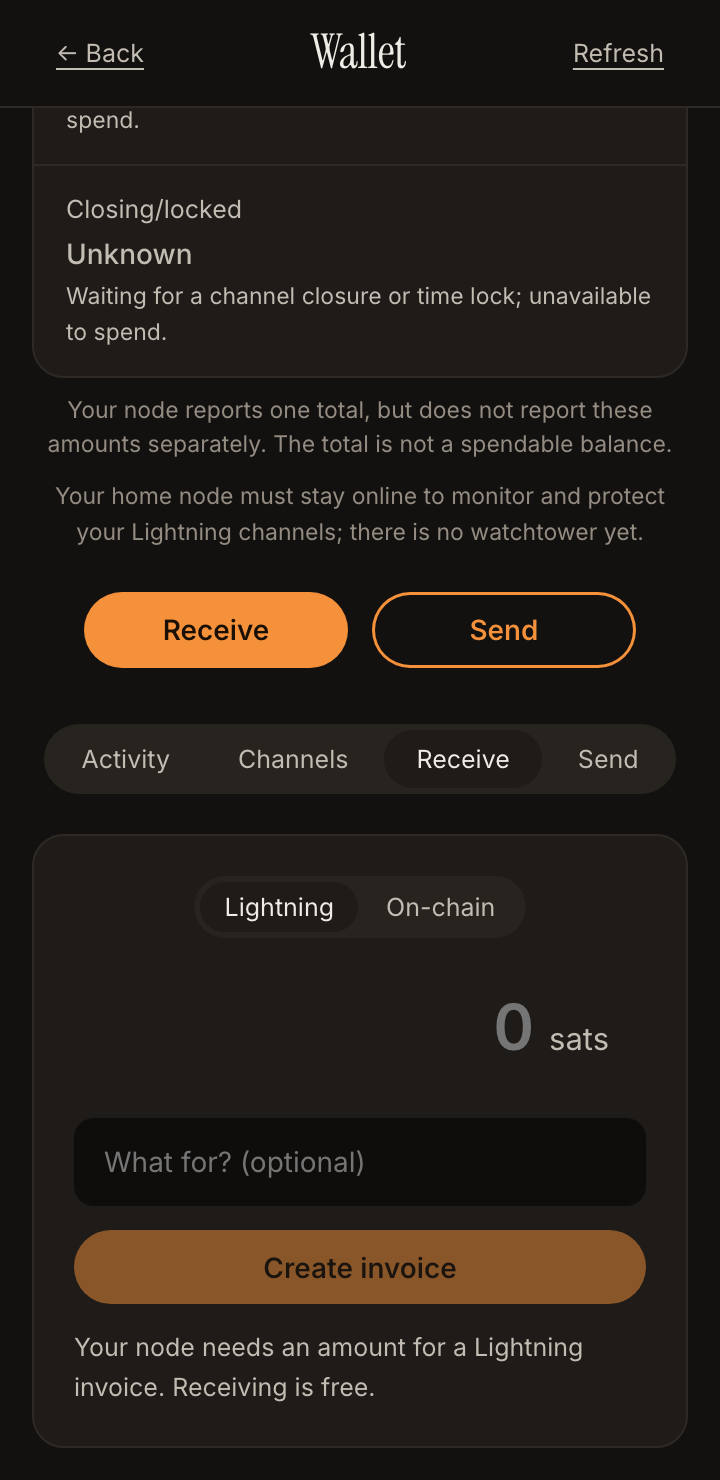 ← Back
Wallet
Refresh
spend.
Closing/locked
Unknown
Waiting for a channel closure or time lock; unavailable
to spend.
Your node reports one total, but does not report these
amounts separately. The total is not a spendable balance.
Your home node must stay online to monitor and protect
your Lightning channels; there is no watchtower yet.
Receive
Send
Activity
Channels
Receive
Send
Lightning
On-chain
0 sats
What for? (optional)
Create invoice
Your node needs an amount for a Lightning
invoice. Receiving is free.